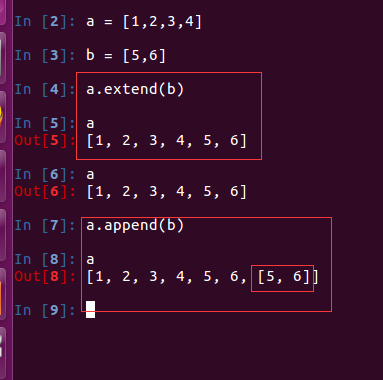 In [2]: a = [1,2,3,4]
In [3]: b = [5,6]
In [4]: a.extend(b)
In [5]: a
Out[5]: [1, 2, 3, 4, 5, 6]
In [6]: a
Out[6]: [1, 2, 3, 4, 5, 6]
In [7]: a.append(b)
In [8]: a
Out[8]: [1, 2, 3, 4, 5, 6, [5, 6]]
In [9]: